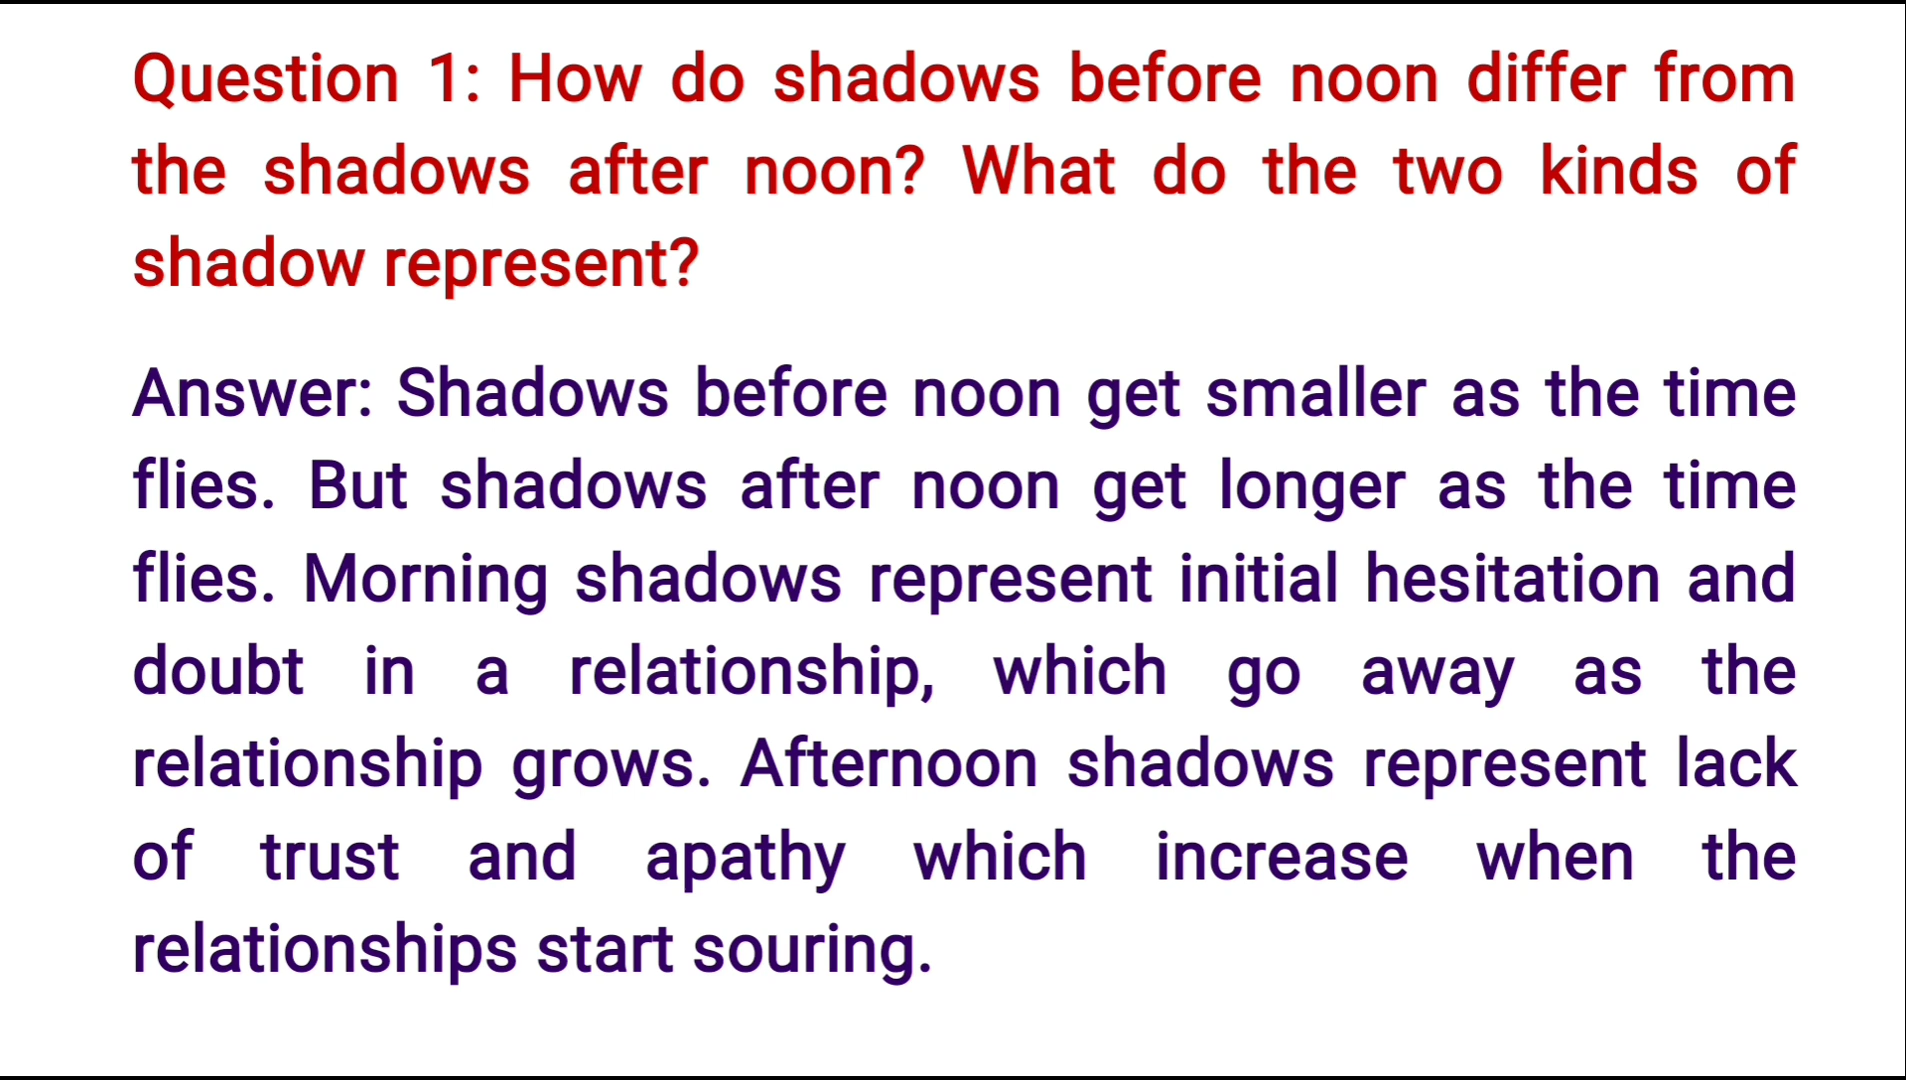 Question 1: How do shadows before noon differ from
the shadows after noon? What do the two kinds of
shadow represent?
Answer: Shadows before noon get smaller as the time
flies. But shadows after noon get longer as the time
flies. Morning shadows represent initial hesitation and
doubt in a relationship, which go away as the
relationship grows. Afternoon shadows represent lack
of trust and apathy which increase when the
relationships start souring.